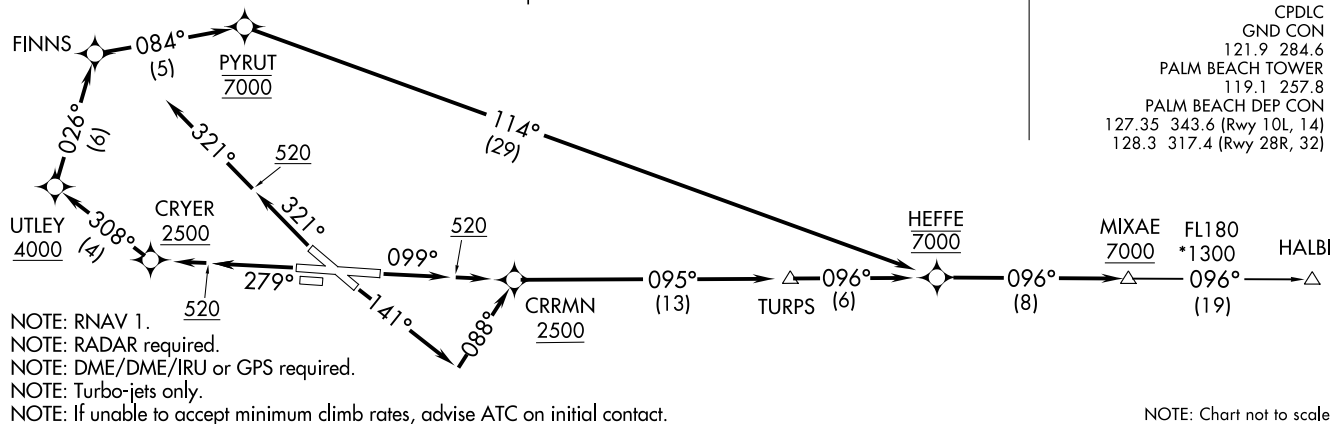 CPDLC
GND CON
121.9 284.6
PALM BEACH TOWER
119.1 257.8
PALM BEACH DEP CON
127.35 343.6 (Rwy 10L, 14)
128.3 317.4 (Rwy 28R, 32)
FINNS
084°
(5)
PYRUT
7000
026°
(6)
321°
520
114°
(29)
UTLEY
4000
308°
(4)
CRYER
2500
321°
520
HEFFE
7000
MIXAE
7000
FL180
*1300
HALBI
279°
520
099°
141°
088°
CRRMN
2500
095°
(13)
TURPS
096°
(6)
096°
(8)
096°
(19)
NOTE: RNAV 1.
NOTE: RADAR required.
NOTE: DME/DME/IRU or GPS required.
NOTE: Turbo-jets only.
NOTE: If unable to accept minimum climb rates, advise ATC on initial contact.
NOTE: Chart not to scale